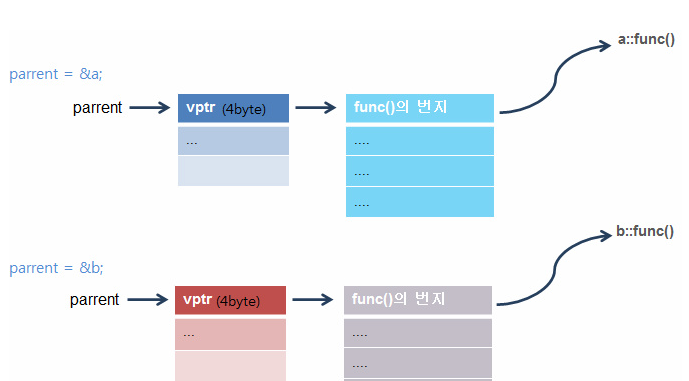 a::func()
parrent = &a;
parrent
vptr (4byte)
func()의 번지
...
....
....
....
b::func()
parrent = &b;
parrent
vptr (4byte)
func()의 번지
...
....
....